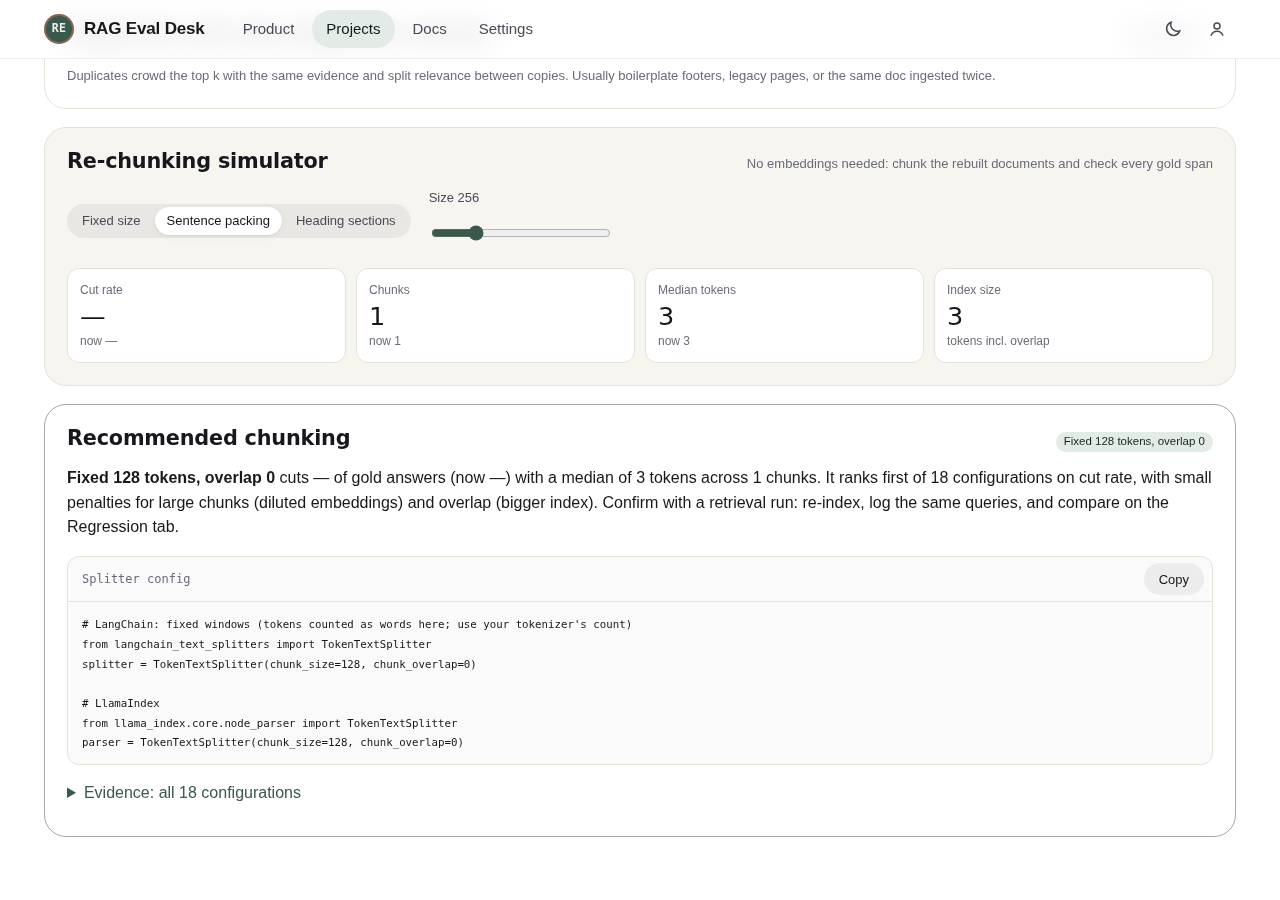 RE RAG Eval Desk Product Projects Docs Settings
Duplicates crowd the top k with the same evidence and split relevance between copies. Usually boilerplate footers, legacy pages, or the same doc ingested twice.
Re-chunking simulator
No embeddings needed: chunk the rebuilt documents and check every gold span
Size 256
Fixed size Sentence packing Heading sections
Cut rate
—
now —
Chunks
1
now 1
Median tokens
3
now 3
Index size
3
tokens incl. overlap
Recommended chunking
Fixed 128 tokens, overlap 0
Fixed 128 tokens, overlap 0 cuts — of gold answers (now —) with a median of 3 tokens across 1 chunks. It ranks first of 18 configurations on cut rate, with small
penalties for large chunks (diluted embeddings) and overlap (bigger index). Confirm with a retrieval run: re-index, log the same queries, and compare on the
Regression tab.
Splitter config
Copy
# LangChain: fixed windows (tokens counted as words here; use your tokenizer's count)
from langchain_text_splitters import TokenTextSplitter
splitter = TokenTextSplitter(chunk_size=128, chunk_overlap=0)
# LlamaIndex
from llama_index.core.node_parser import TokenTextSplitter
parser = TokenTextSplitter(chunk_size=128, chunk_overlap=0)
Evidence: all 18 configurations